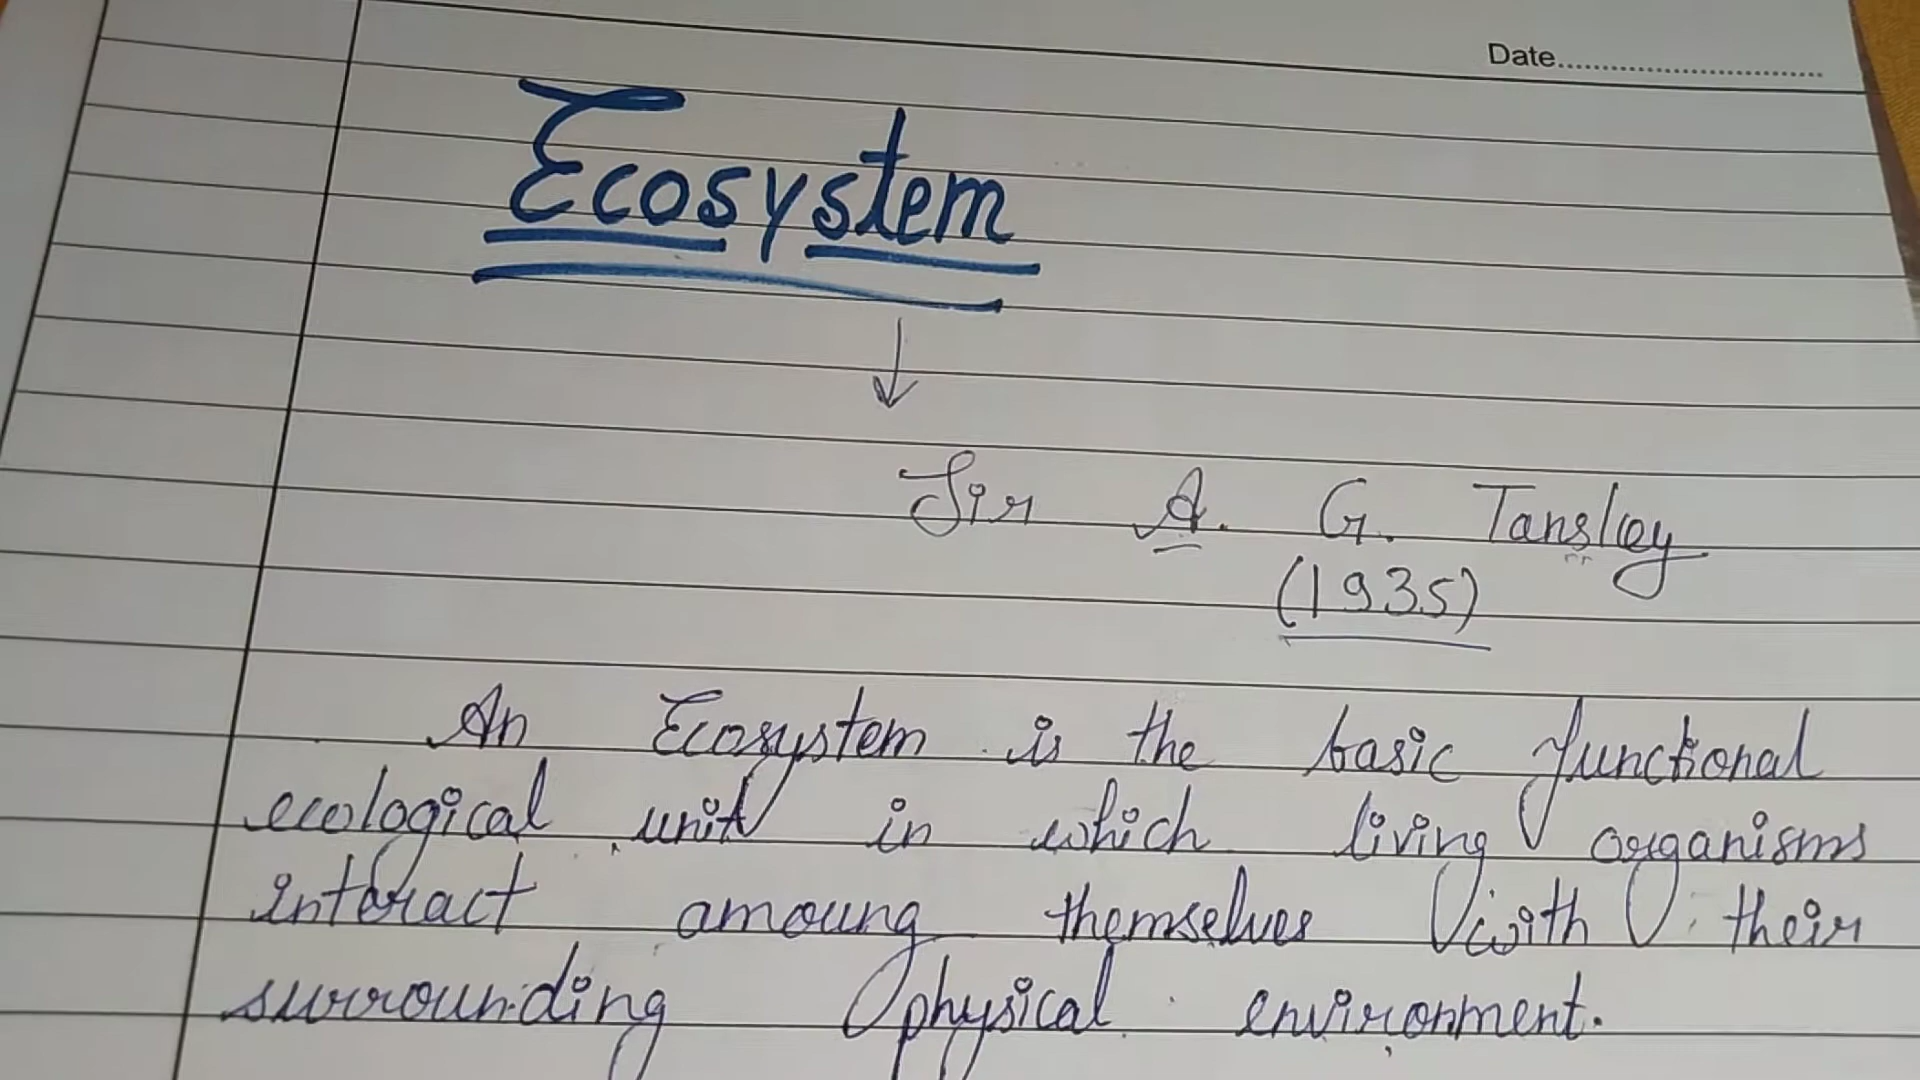 Date..............................
Ecosystem
Sir A. G. Tansley
(1935)
An Ecosystem is the basic functional
ecological unit in which living organisms
interact amoung themselves with their
surrounding physical environment.